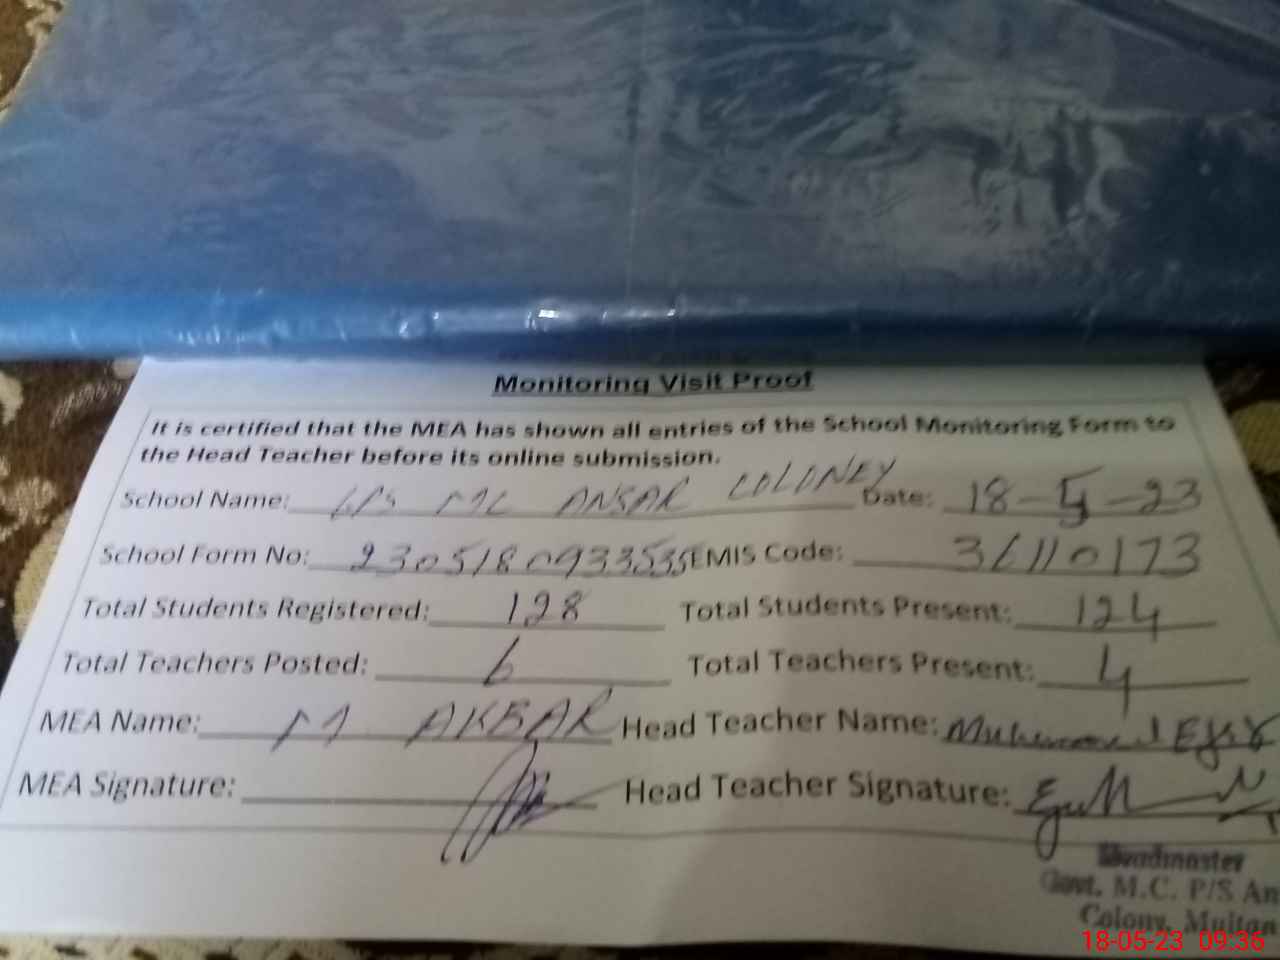 Monitoring Visit Proof
It is certified that the MEA has shown all entries of the School Monitoring Form to
the Head Teacher before its online submission.
School Name: MC ANSAR COLONEY Date: 18-5-23
School Form No: EMIS Code: 36110173
Total Students Registered: 128 Total Students Present: 124
Total Teachers Posted: 6 Total Teachers Present: 4
MEA Name: M AKBAR Head Teacher Name:
MEA Signature: Head Teacher Signature:
Headmaster
Govt. M.C. P/S An
Colony, Multan
18-05-23 09:36